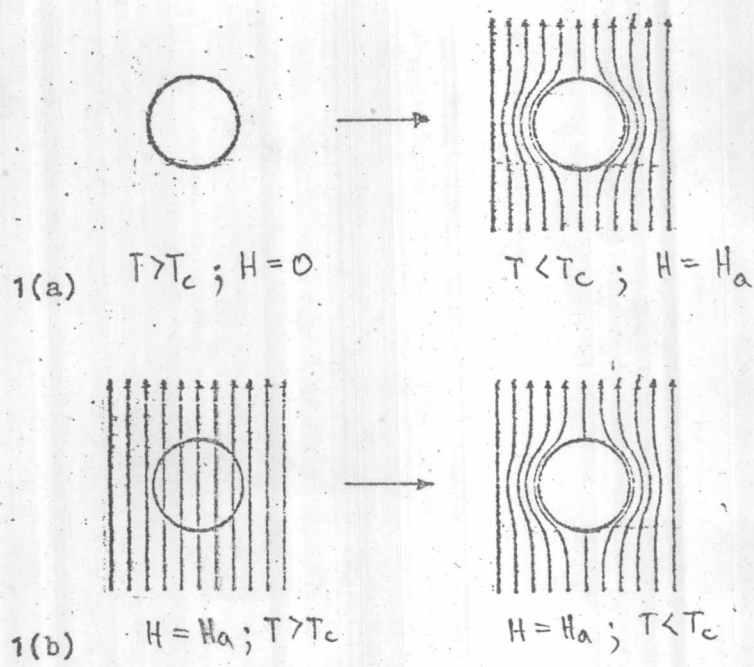 T>Tc ; H = 0
T<Tc ; H = Ha
1(a)
H = Ha ; T>Tc
H = Ha ; T<Tc
1(b)